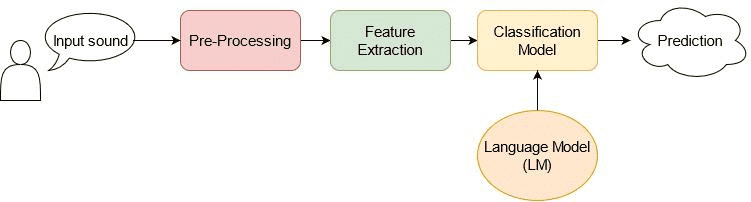 Input sound
Pre-Processing
Feature
Extraction
Classification
Model
Prediction
Language Model
(LM)